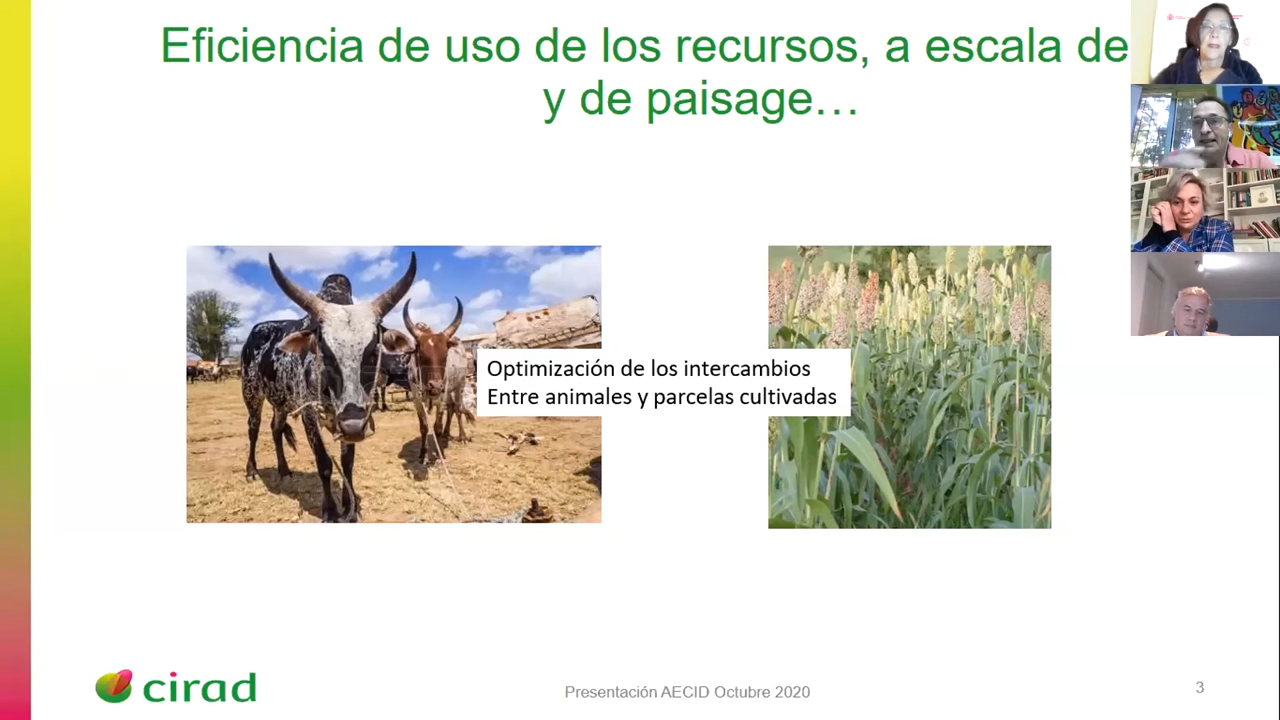 Eficiencia de uso de los recursos, a escala de
y de paisage…
Optimización de los intercambios
Entre animales y parcelas cultivadas
cirad
Presentación AECID Octubre 2020
3